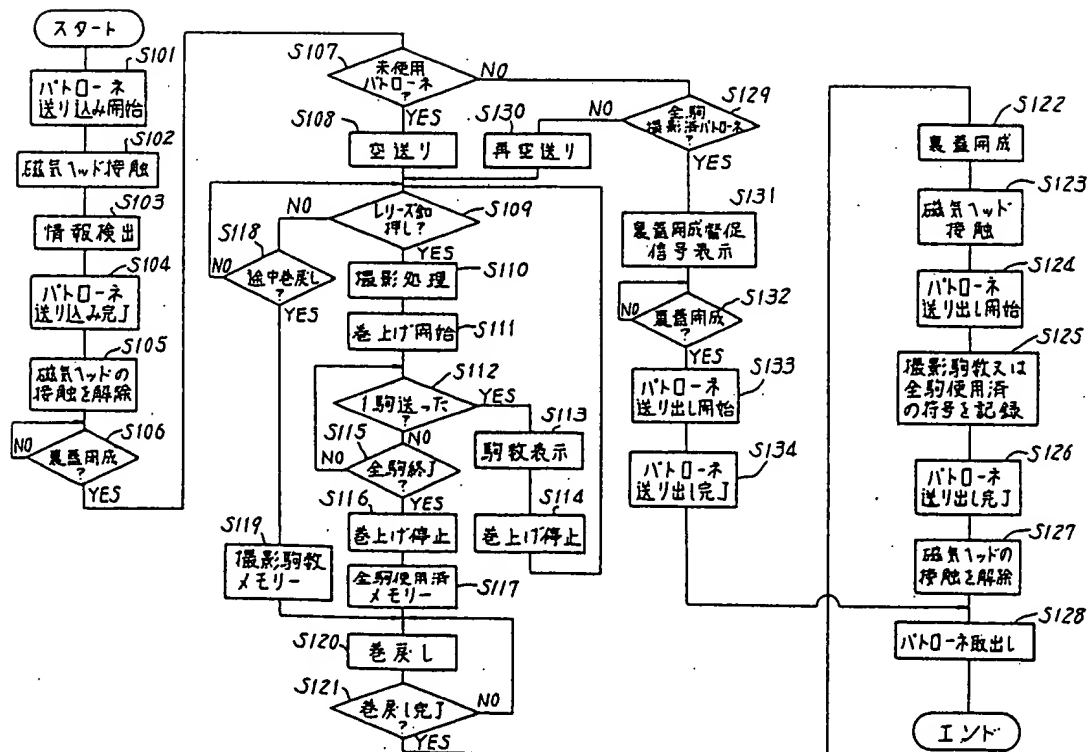 スタート
S101
パトローネ
送り込み開始
S102
磁気ヘッド接触
S103
情報検出
S104
パトローネ
送り込み完了
S105
磁気ヘッドの
接触を解除
S106
裏蓋閉成
?
NO
YES
S107
未使用
パトローネ
?
NO
YES
S108
空送り
S130
再空送り
S109
レリーズ釦
押し?
NO
YES
S118
途中巻戻し
?
NO
YES
S110
撮影処理
S111
巻上げ開始
S112
1駒送った
?
YES
NO
S113
駒数表示
S114
巻上げ停止
S115
全駒終了
?
NO
YES
S116
巻上げ停止
S117
全駒使用済
メモリー
S119
撮影駒数
メモリー
S120
巻戻し
S121
巻戻し完了
?
NO
YES
S129
全駒
撮影済パトローネ
?
NO
YES
S131
裏蓋開成督促
信号表示
S132
裏蓋開成?
NO
YES
S133
パトローネ
送り出し開始
S134
パトローネ
送り出し完了
S122
裏蓋開成
S123
磁気ヘッド
接触
S124
パトローネ
送り出し開始
S125
撮影駒数又は
全駒使用済
の符号を記録
S126
パトローネ
送り出し完了
S127
磁気ヘッドの
接触を解除
S128
パトローネ取出し
エンド